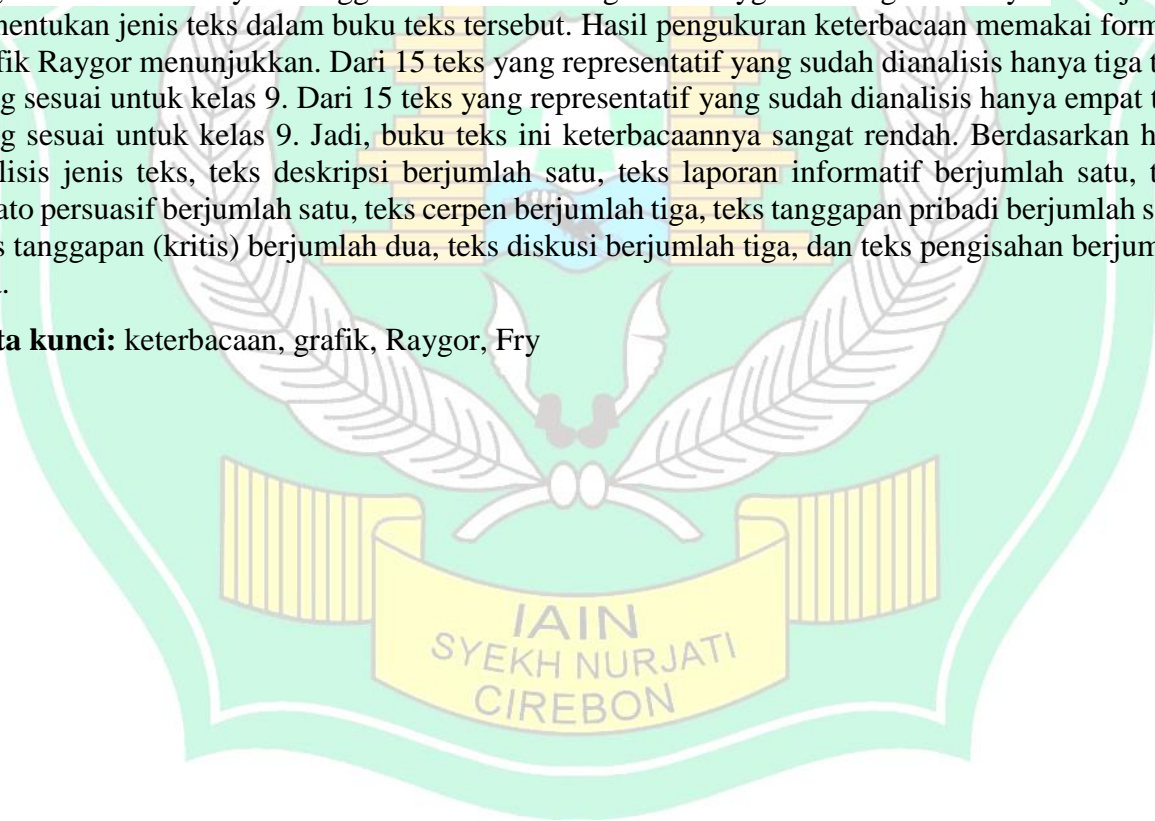 mentukan jenis teks dalam buku teks tersebut. Hasil pengukuran keterbacaan memakai form
fik Raygor menunjukkan. Dari 15 teks yang representatif yang sudah dianalisis hanya tiga t
g sesuai untuk kelas 9. Dari 15 teks yang representatif yang sudah dianalisis hanya empat t
g sesuai untuk kelas 9. Jadi, buku teks ini keterbacaannya sangat rendah. Berdasarkan h
lisis jenis teks, teks deskripsi berjumlah satu, teks laporan informatif berjumlah satu, t
ato persuasif berjumlah satu, teks cerpen berjumlah tiga, teks tanggapan pribadi berjumlah s
s tanggapan (kritis) berjumlah dua, teks diskusi berjumlah tiga, dan teks pengisahan berjum
ta kunci: keterbacaan, grafik, Raygor, Fry
IAIN
SYEKH NURJATI
CIREBON